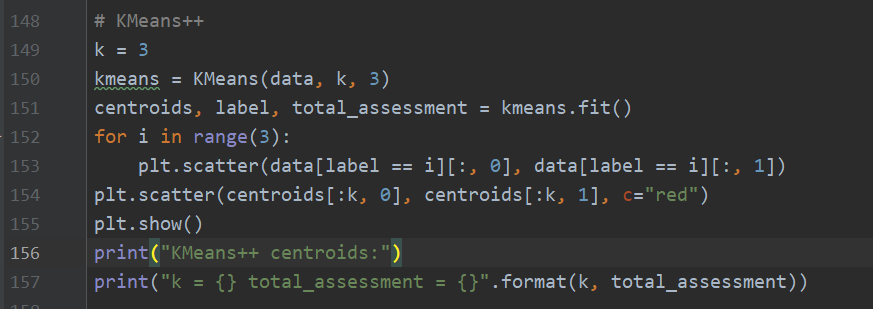 148 # KMeans++
149 k = 3
150 kmeans = KMeans(data, k, 3)
151 centroids, label, total_assessment = kmeans.fit()
152 for i in range(3):
153     plt.scatter(data[label == i][:, 0], data[label == i][:, 1])
154 plt.scatter(centroids[:k, 0], centroids[:k, 1], c="red")
155 plt.show()
156 print("KMeans++ centroids:")
157 print("k = {} total_assessment = {}".format(k, total_assessment))